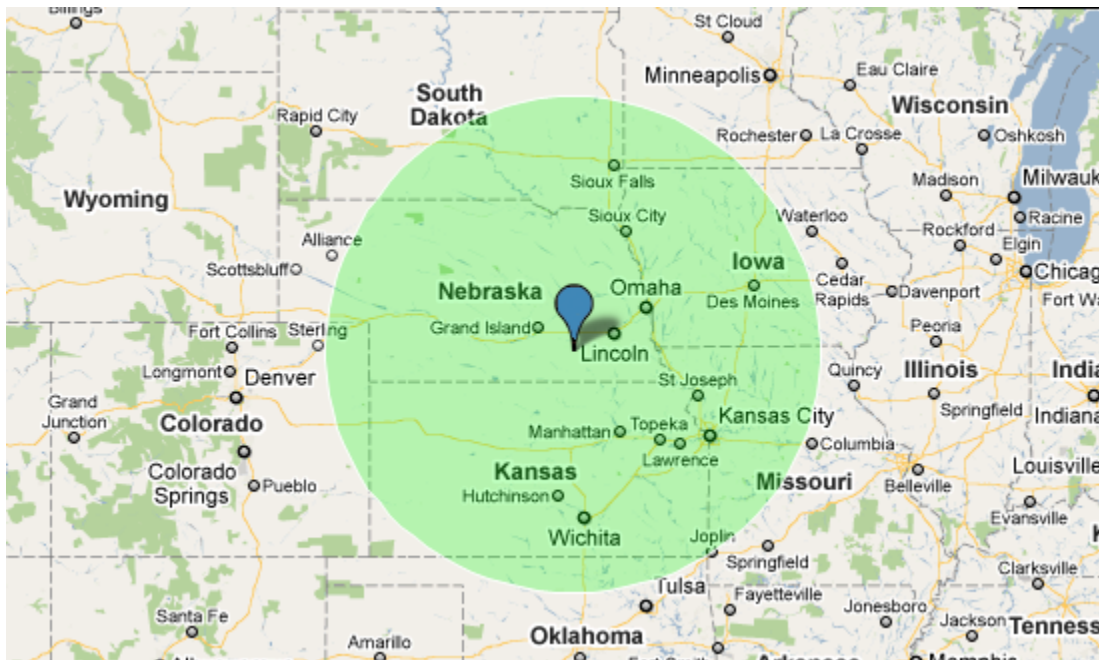 Billings
St Cloud
Minneapolis
Eau Claire
South
Dakota
Wisconsin
Rapid City
Rochester
La Crosse
Oshkosh
Sioux Falls
Madison
Milwauk
Wyoming
Sioux City
Waterloo
Racine
Rockford
Elgin
Alliance
Scottsbluff
Iowa
Cedar
Rapids
Chicag
Nebraska
Omaha
Des Moines
Davenport
Fort Wa
Grand Island
Fort Collins
Sterling
Lincoln
Peoria
Longmont
Denver
St Joseph
Quincy
Illinois
India
Grand
Junction
Colorado
Manhattan
Topeka
Kansas City
Springfield
Indiana
Lawrence
Columbia
Colorado
Springs
Pueblo
Kansas
Hutchinson
Missouri
Belleville
Louisville
Wichita
Evansville
K
Joplin
Springfield
Clarksville
Tulsa
Fayetteville
Jonesboro
Santa Fe
Jackson
Tenness
Oklahoma
Amarillo
Memphis
Arkansas